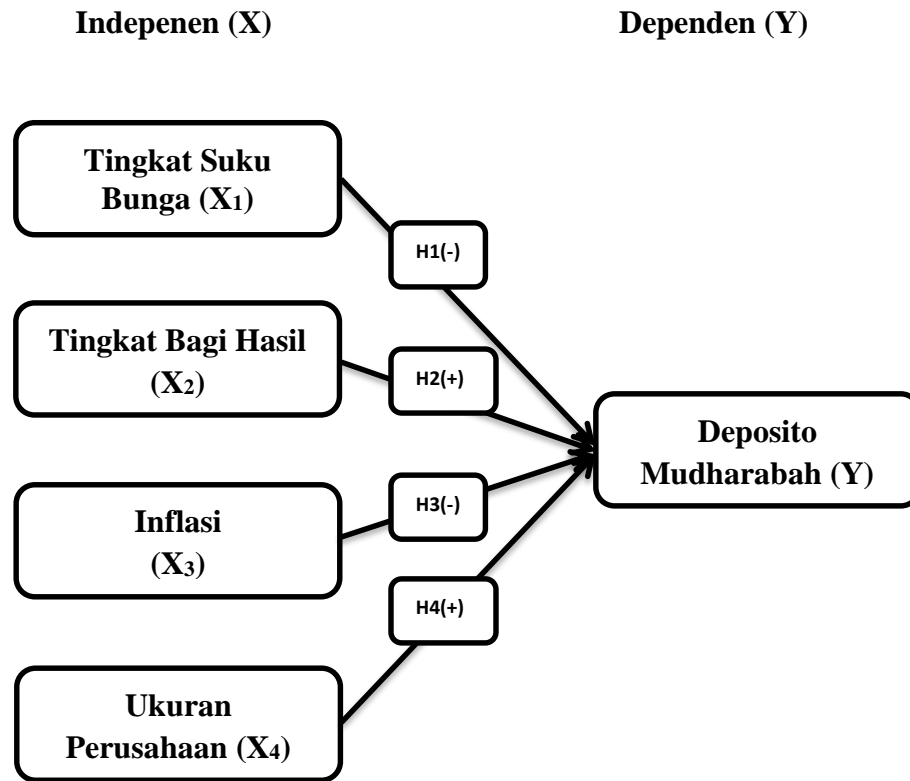 Indepenen (X)
Dependen (Y)
Tingkat Suku
Bunga (X₁)
H1(-)
Tingkat Bagi Hasil
(X₂)
H2(+)
Deposito
Mudharabah (Y)
Inflasi
(X₃)
H3(-)
H4(+)
Ukuran
Perusahaan (X₄)